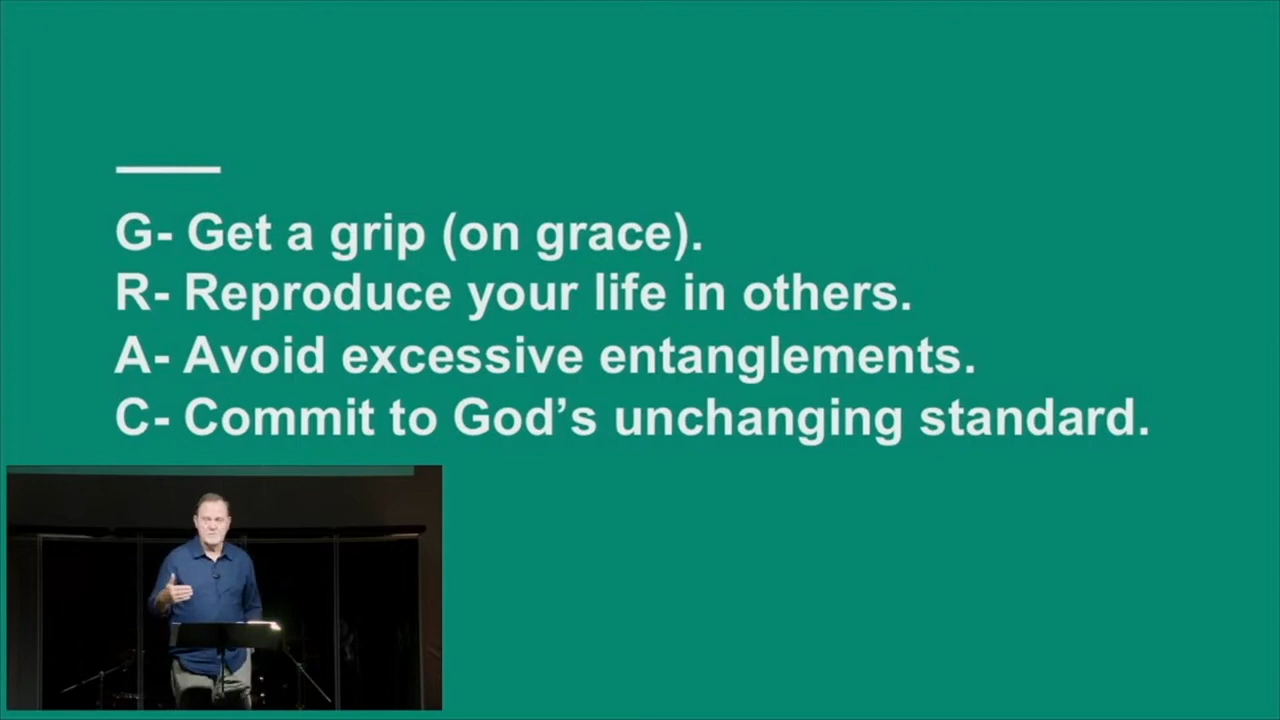 G- Get a grip (on grace).
R- Reproduce your life in others.
A- Avoid excessive entanglements.
C- Commit to God’s unchanging standard.